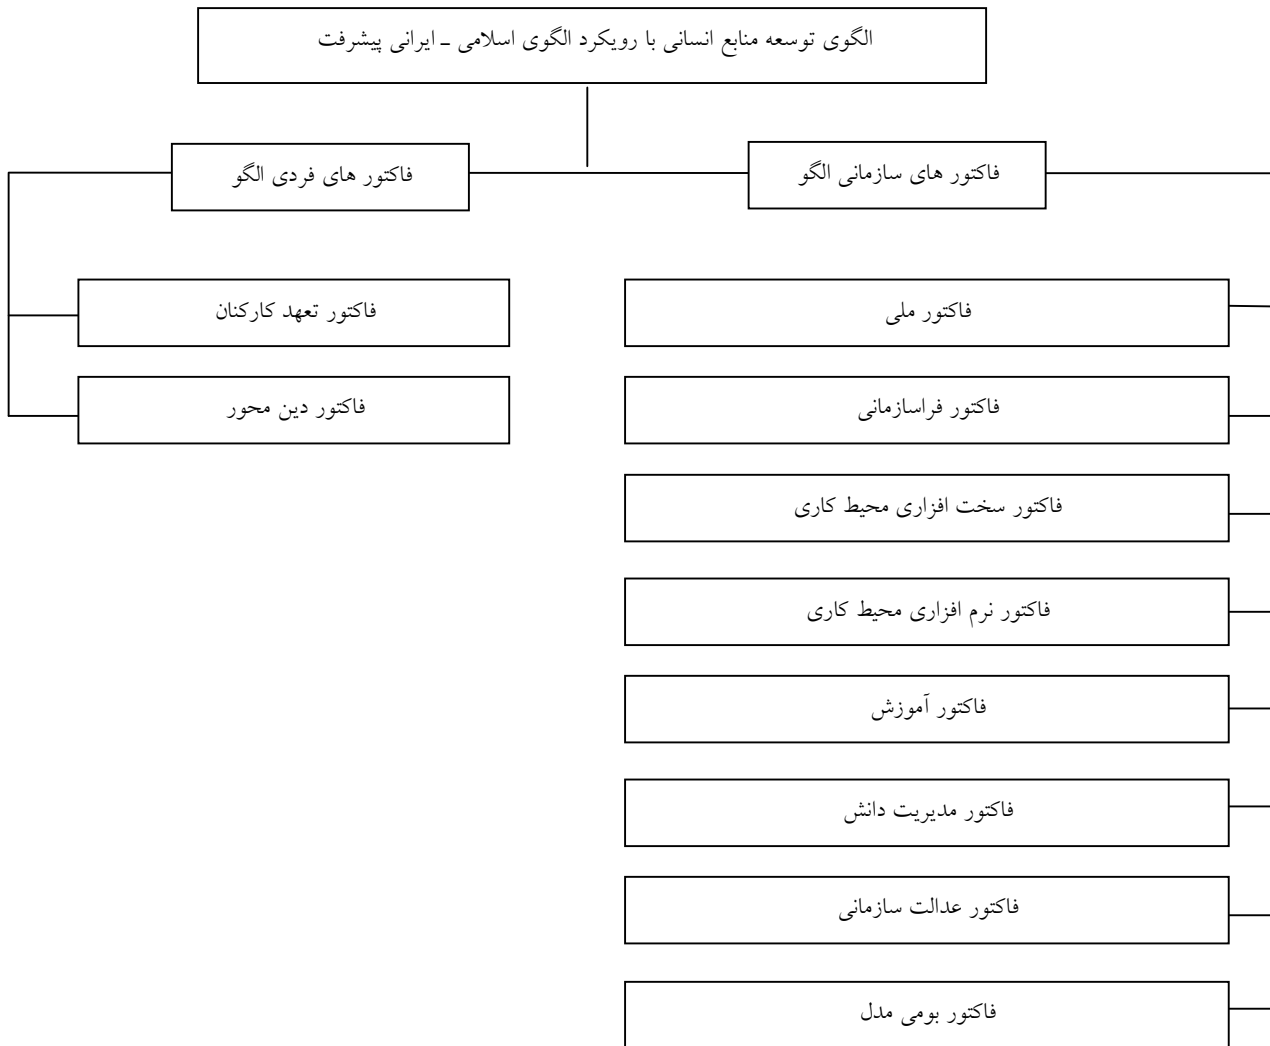 الگوی توسعه منابع انسانی با رویکرد الگوی اسلامی ـ ایرانی پیشرفت
فاکتور های سازمانی الگو
فاکتور های فردی الگو
فاکتور ملی
فاکتور فراسازمانی
فاکتور سخت افزاری محیط کاری
فاکتور نرم افزاری محیط کاری
فاکتور آموزش
فاکتور مدیریت دانش
فاکتور عدالت سازمانی
فاکتور بومی مدل
فاکتور تعهد کارکنان
فاکتور دین محور